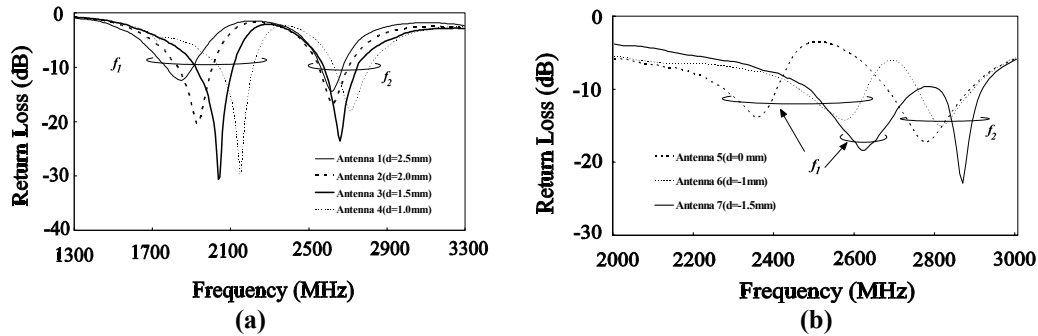 0
-10
-20
-30
-40
Return Loss (dB)
f1
f2
Antenna 1(d=2.5mm)
Antenna 2(d=2.0mm)
Antenna 3(d=1.5mm)
Antenna 4(d=1.0mm)
1300 1700 2100 2500 2900 3300
Frequency (MHz)
(a)
0
-10
-20
-30
Return Loss (dB)
f1
f2
Antenna 5(d=0 mm)
Antenna 6(d=-1mm)
Antenna 7(d=-1.5mm)
2000 2200 2400 2600 2800 3000
Frequency (MHz)
(b)